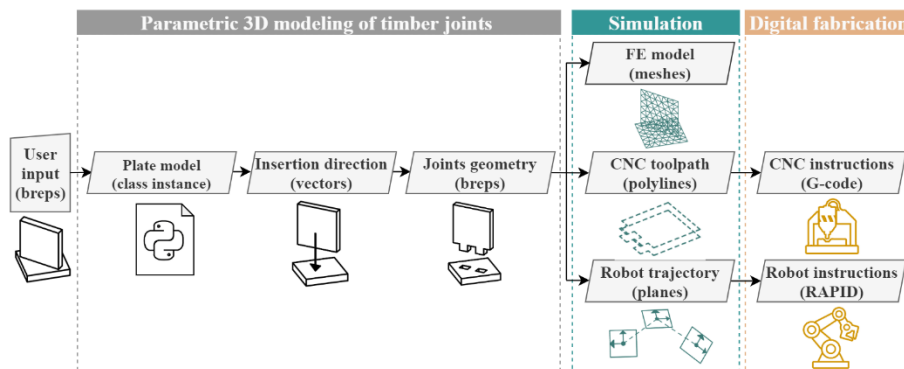 Parametric 3D modeling of timber joints
Simulation
Digital fabrication
FE model
(meshes)
User
input
(breps)
Plate model
(class instance)
Insertion direction
(vectors)
Joints geometry
(breps)
CNC toolpath
(polylines)
CNC instructions
(G-code)
Robot trajectory
(planes)
Robot instructions
(RAPID)